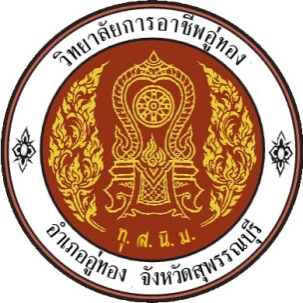 วิทยาลัยการอาชีพอู่ทอง
ทุ. ส. นิ. ม.
อำเภออู่ทอง จังหวัดสุพรรณบุรี